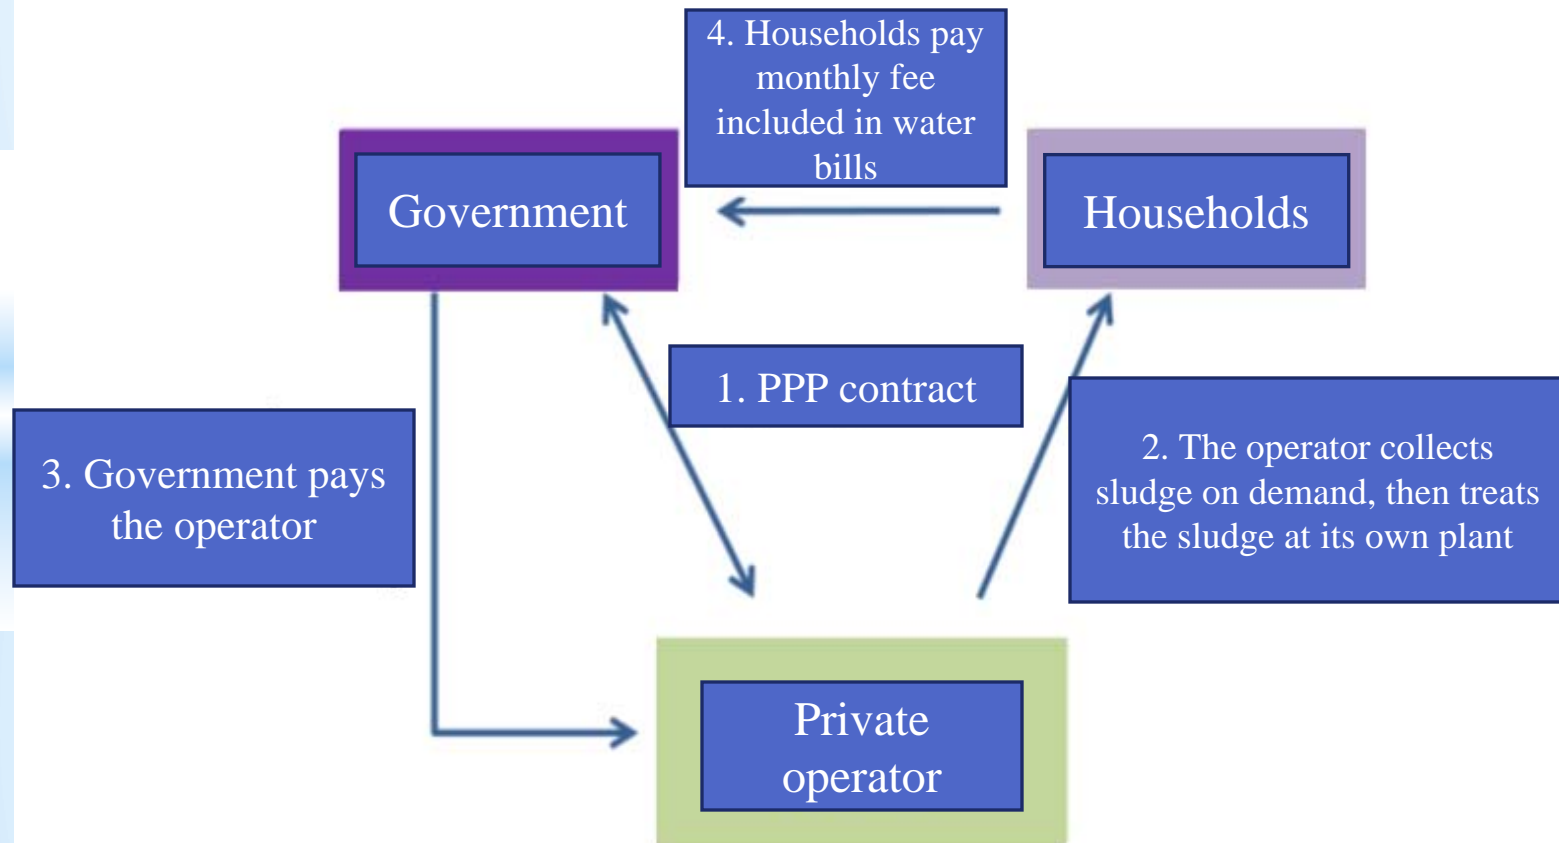 4. Households pay
monthly fee
included in water
bills
Government
Households
1. PPP contract
3. Government pays
the operator
2. The operator collects
sludge on demand, then treats
the sludge at its own plant
Private
operator